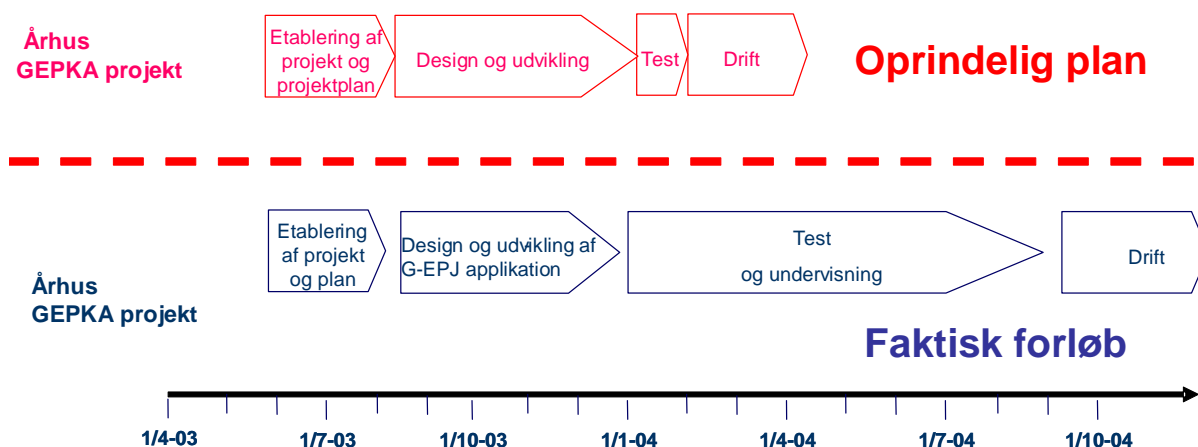 Århus
GEPKA projekt
Etablering af
projekt og
projektplan
Design og udvikling
Test
Drift
Oprindelig plan
Århus
GEPKA projekt
Etablering
af projekt
og plan
Design og udvikling af
G-EPJ applikation
Test
og undervisning
Drift
Faktisk forløb
1/4-03
1/7-03
1/10-03
1/1-04
1/4-04
1/7-04
1/10-04